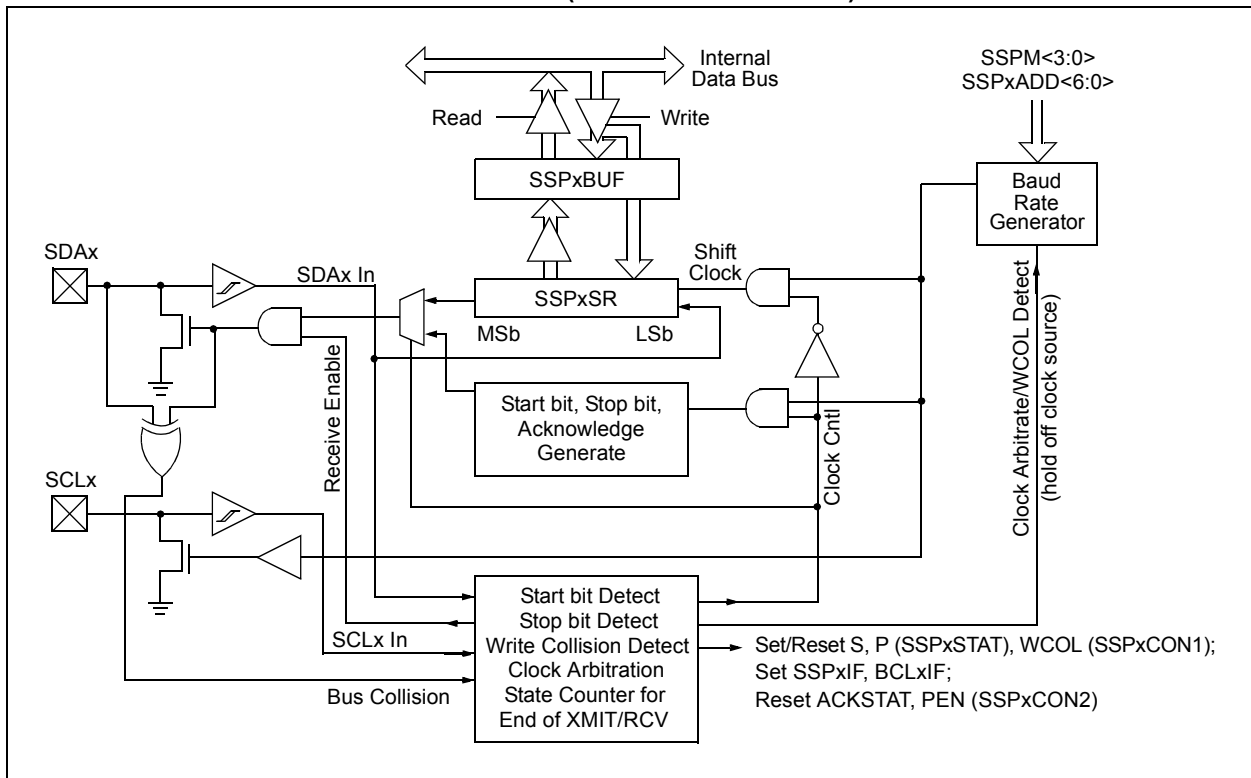 Internal
Data Bus
SSPM<3:0>
SSPxADD<6:0>
Read
Write
SSPxBUF
Baud
Rate
Generator
SDAx
SDAx In
Shift
Clock
SSPxSR
MSb
LSb
Receive Enable
Start bit, Stop bit,
Acknowledge
Generate
Clock Cntl
Clock Arbitrate/WCOL Detect
(hold off clock source)
SCLx
SCLx In
Bus Collision
Start bit Detect
Stop bit Detect
Write Collision Detect
Clock Arbitration
State Counter for
End of XMIT/RCV
Set/Reset S, P (SSPxSTAT), WCOL (SSPxCON1);
Set SSPxIF, BCLxIF;
Reset ACKSTAT, PEN (SSPxCON2)